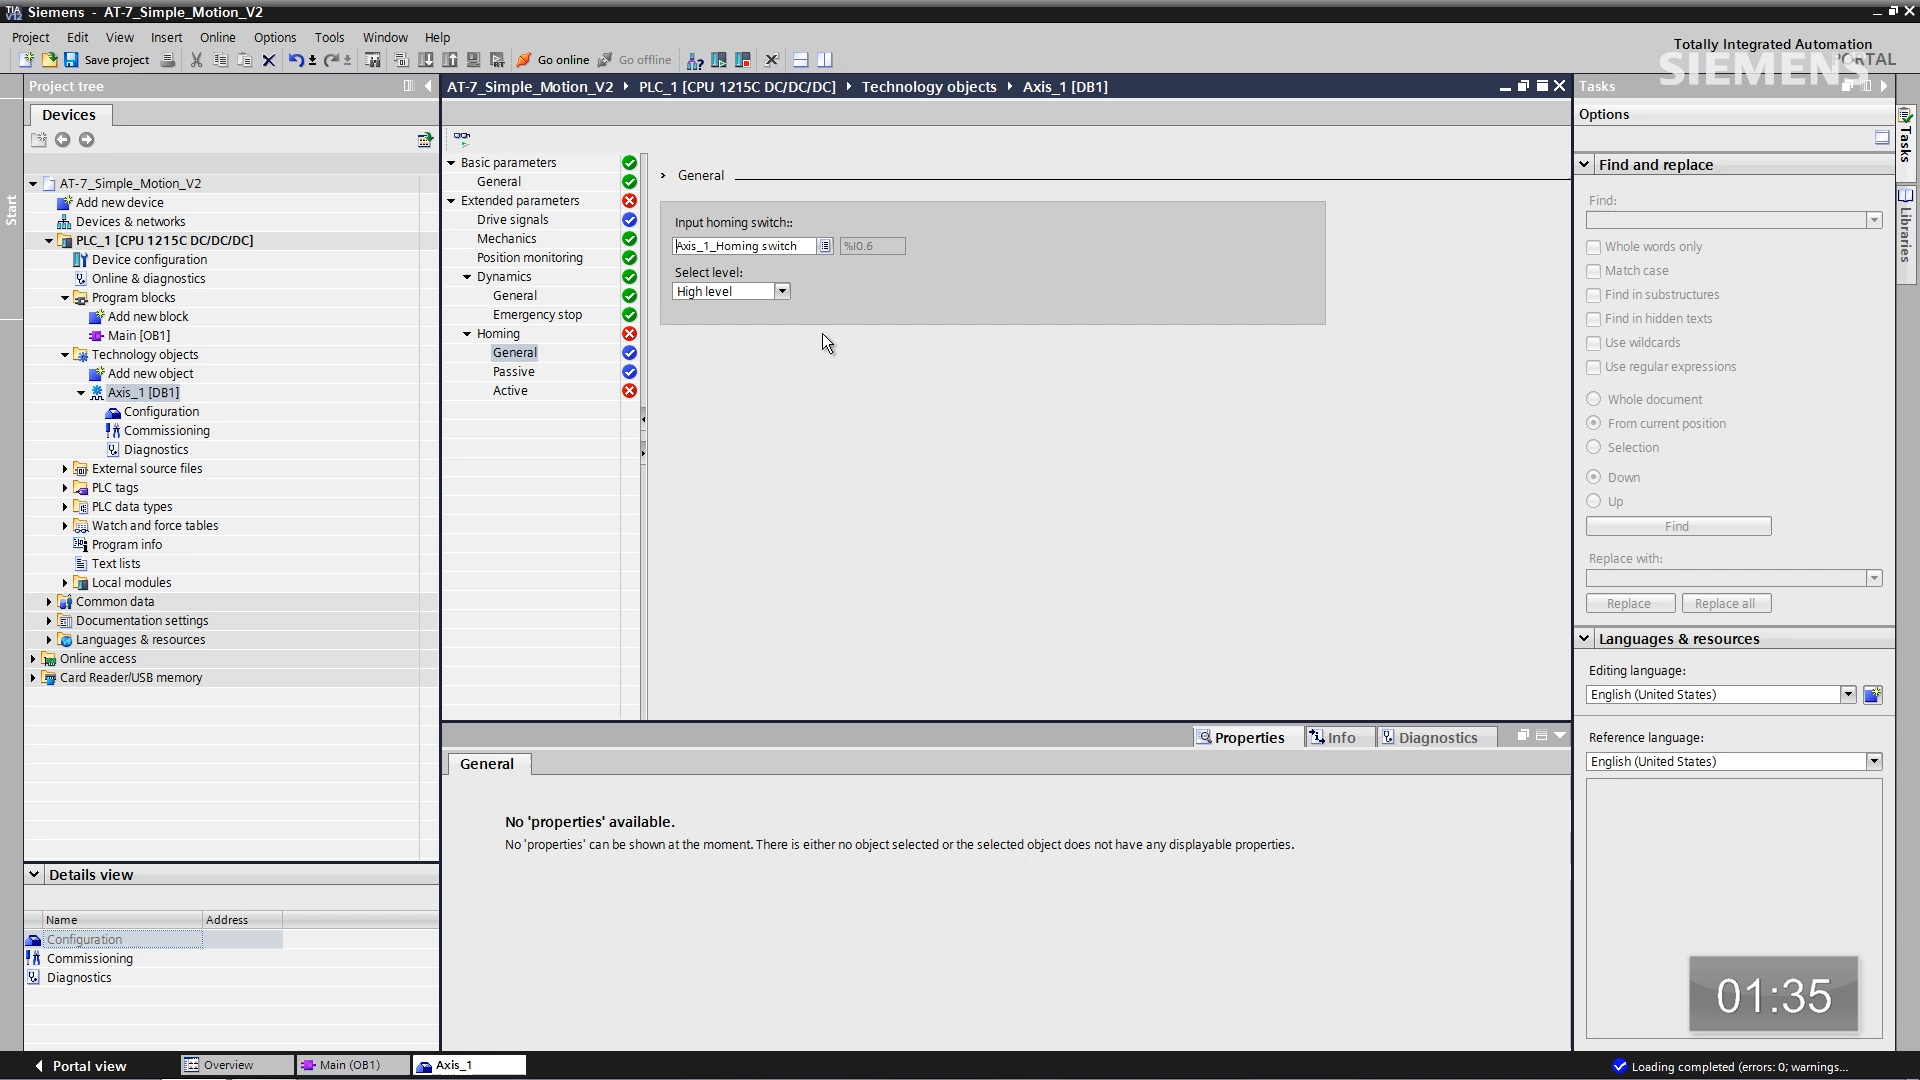 Siemens - AT-7_Simple_Motion_V2
Project Edit View Insert Online Options Tools Window Help
Save project Go online Go offline
Totally Integrated Automation
PORTAL
SIEMENS
Project tree
Devices
Start
AT-7_Simple_Motion_V2
Add new device
Devices & networks
PLC_1 [CPU 1215C DC/DC/DC]
Device configuration
Online & diagnostics
Program blocks
Add new block
Main [OB1]
Technology objects
Add new object
Axis_1 [DB1]
Configuration
Commissioning
Diagnostics
External source files
PLC tags
PLC data types
Watch and force tables
Program info
Text lists
Local modules
Common data
Documentation settings
Languages & resources
Online access
Card Reader/USB memory
Details view
Name Address
Configuration
Commissioning
Diagnostics
AT-7_Simple_Motion_V2 PLC_1 [CPU 1215C DC/DC/DC] Technology objects Axis_1 [DB1]
Basic parameters
General
Extended parameters
Drive signals
Mechanics
Position monitoring
Dynamics
General
Emergency stop
Homing
General
Passive
Active
General
Input homing switch::
Axis_1_Homing switch %I0.6
Select level:
High level
Properties Info Diagnostics
General
No 'properties' available.
No 'properties' can be shown at the moment. There is either no object selected or the selected object does not have any displayable properties.
Tasks
Options
Find and replace
Find:
Whole words only
Match case
Find in substructures
Find in hidden texts
Use wildcards
Use regular expressions
Whole document
From current position
Selection
Down
Up
Find
Replace with:
Replace Replace all
Languages & resources
Editing language:
English (United States)
Reference language:
English (United States)
Tasks
Libraries
01:35
Portal view Overview Main (OB1) Axis_1
Loading completed (errors: 0; warnings...